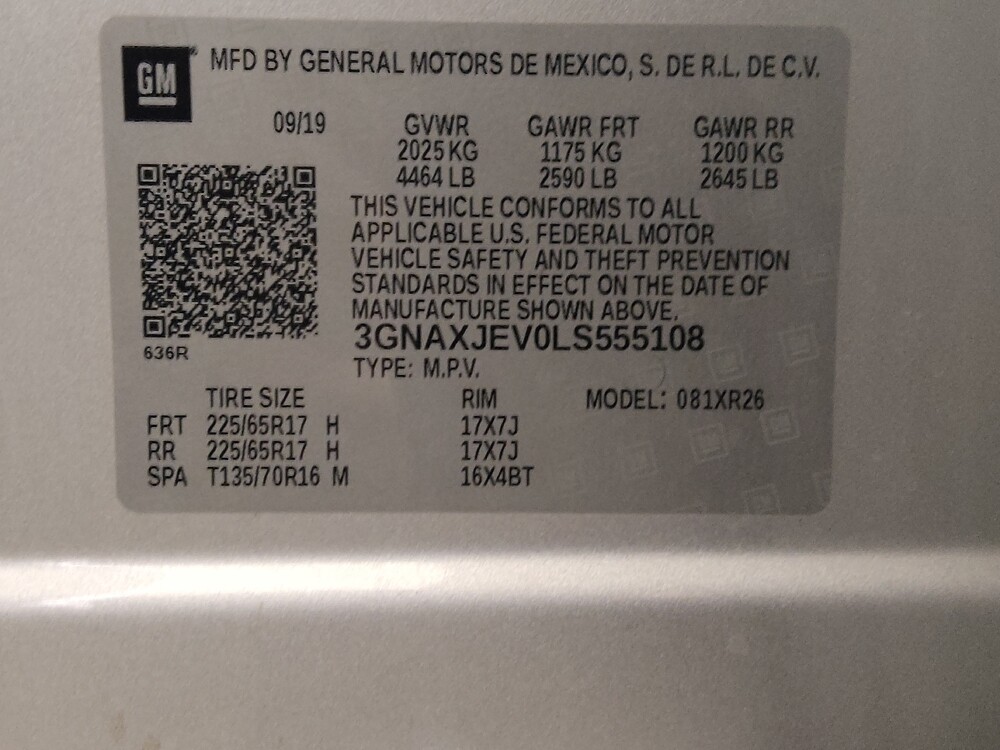 GM MFD BY GENERAL MOTORS DE MEXICO, S. DE R.L. DE C.V.
09/19 GVWR GAWR FRT GAWR RR
2025 KG 1175 KG 1200 KG
4464 LB 2590 LB 2645 LB
THIS VEHICLE CONFORMS TO ALL
APPLICABLE U.S. FEDERAL MOTOR
VEHICLE SAFETY AND THEFT PREVENTION
STANDARDS IN EFFECT ON THE DATE OF
MANUFACTURE SHOWN ABOVE.
3GNAXJEV0LS555108
636R
TYPE: M.P.V.
TIRE SIZE RIM MODEL: 081XR26
FRT 225/65R17 H 17X7J
RR 225/65R17 H 17X7J
SPA T135/70R16 M 16X4BT